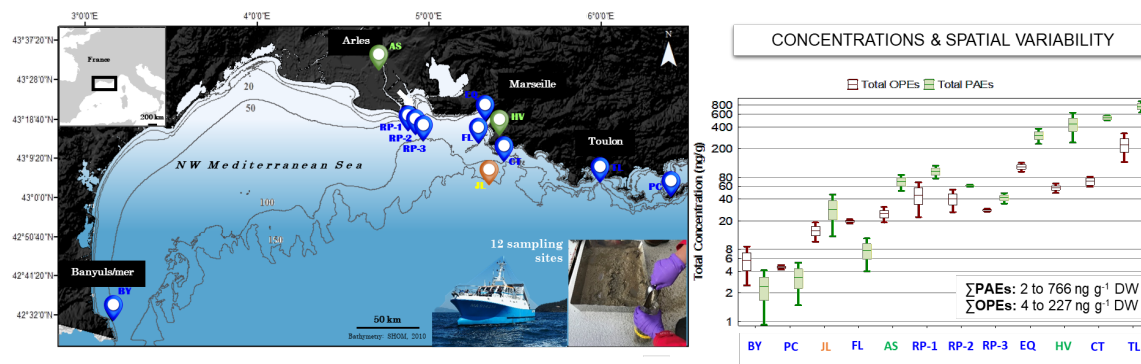 3°0'0"E
4°0'0"E
5°0'0"E
6°0'0"E
43°37'20"N
43°28'0"N
43°18'40"N
43°9'20"N
43°0'0"N
42°50'40"N
42°41'20"N
42°32'0"N
France
200 km
20
50
100
150
Arles
AS
N
Marseille
HV
RP-1
RP-2
RP-3
FL
CT
JL
Toulon
PC
NW Mediterranean Sea
Banyuls/mer
BY
12 sampling
sites
50 km
Bathymetry: SHOM, 2010
CONCENTRATIONS & SPATIAL VARIABILITY
Total OPEs
Total PAEs
Total Concentration (ng/g)
800
600
400
200
80
60
40
20
8
6
4
2
1
∑PAEs: 2 to 766 ng g⁻¹ DW
∑OPEs: 4 to 227 ng g⁻¹ DW
BY PC JL FL AS RP-1 RP-2 RP-3 EQ HV CT TL